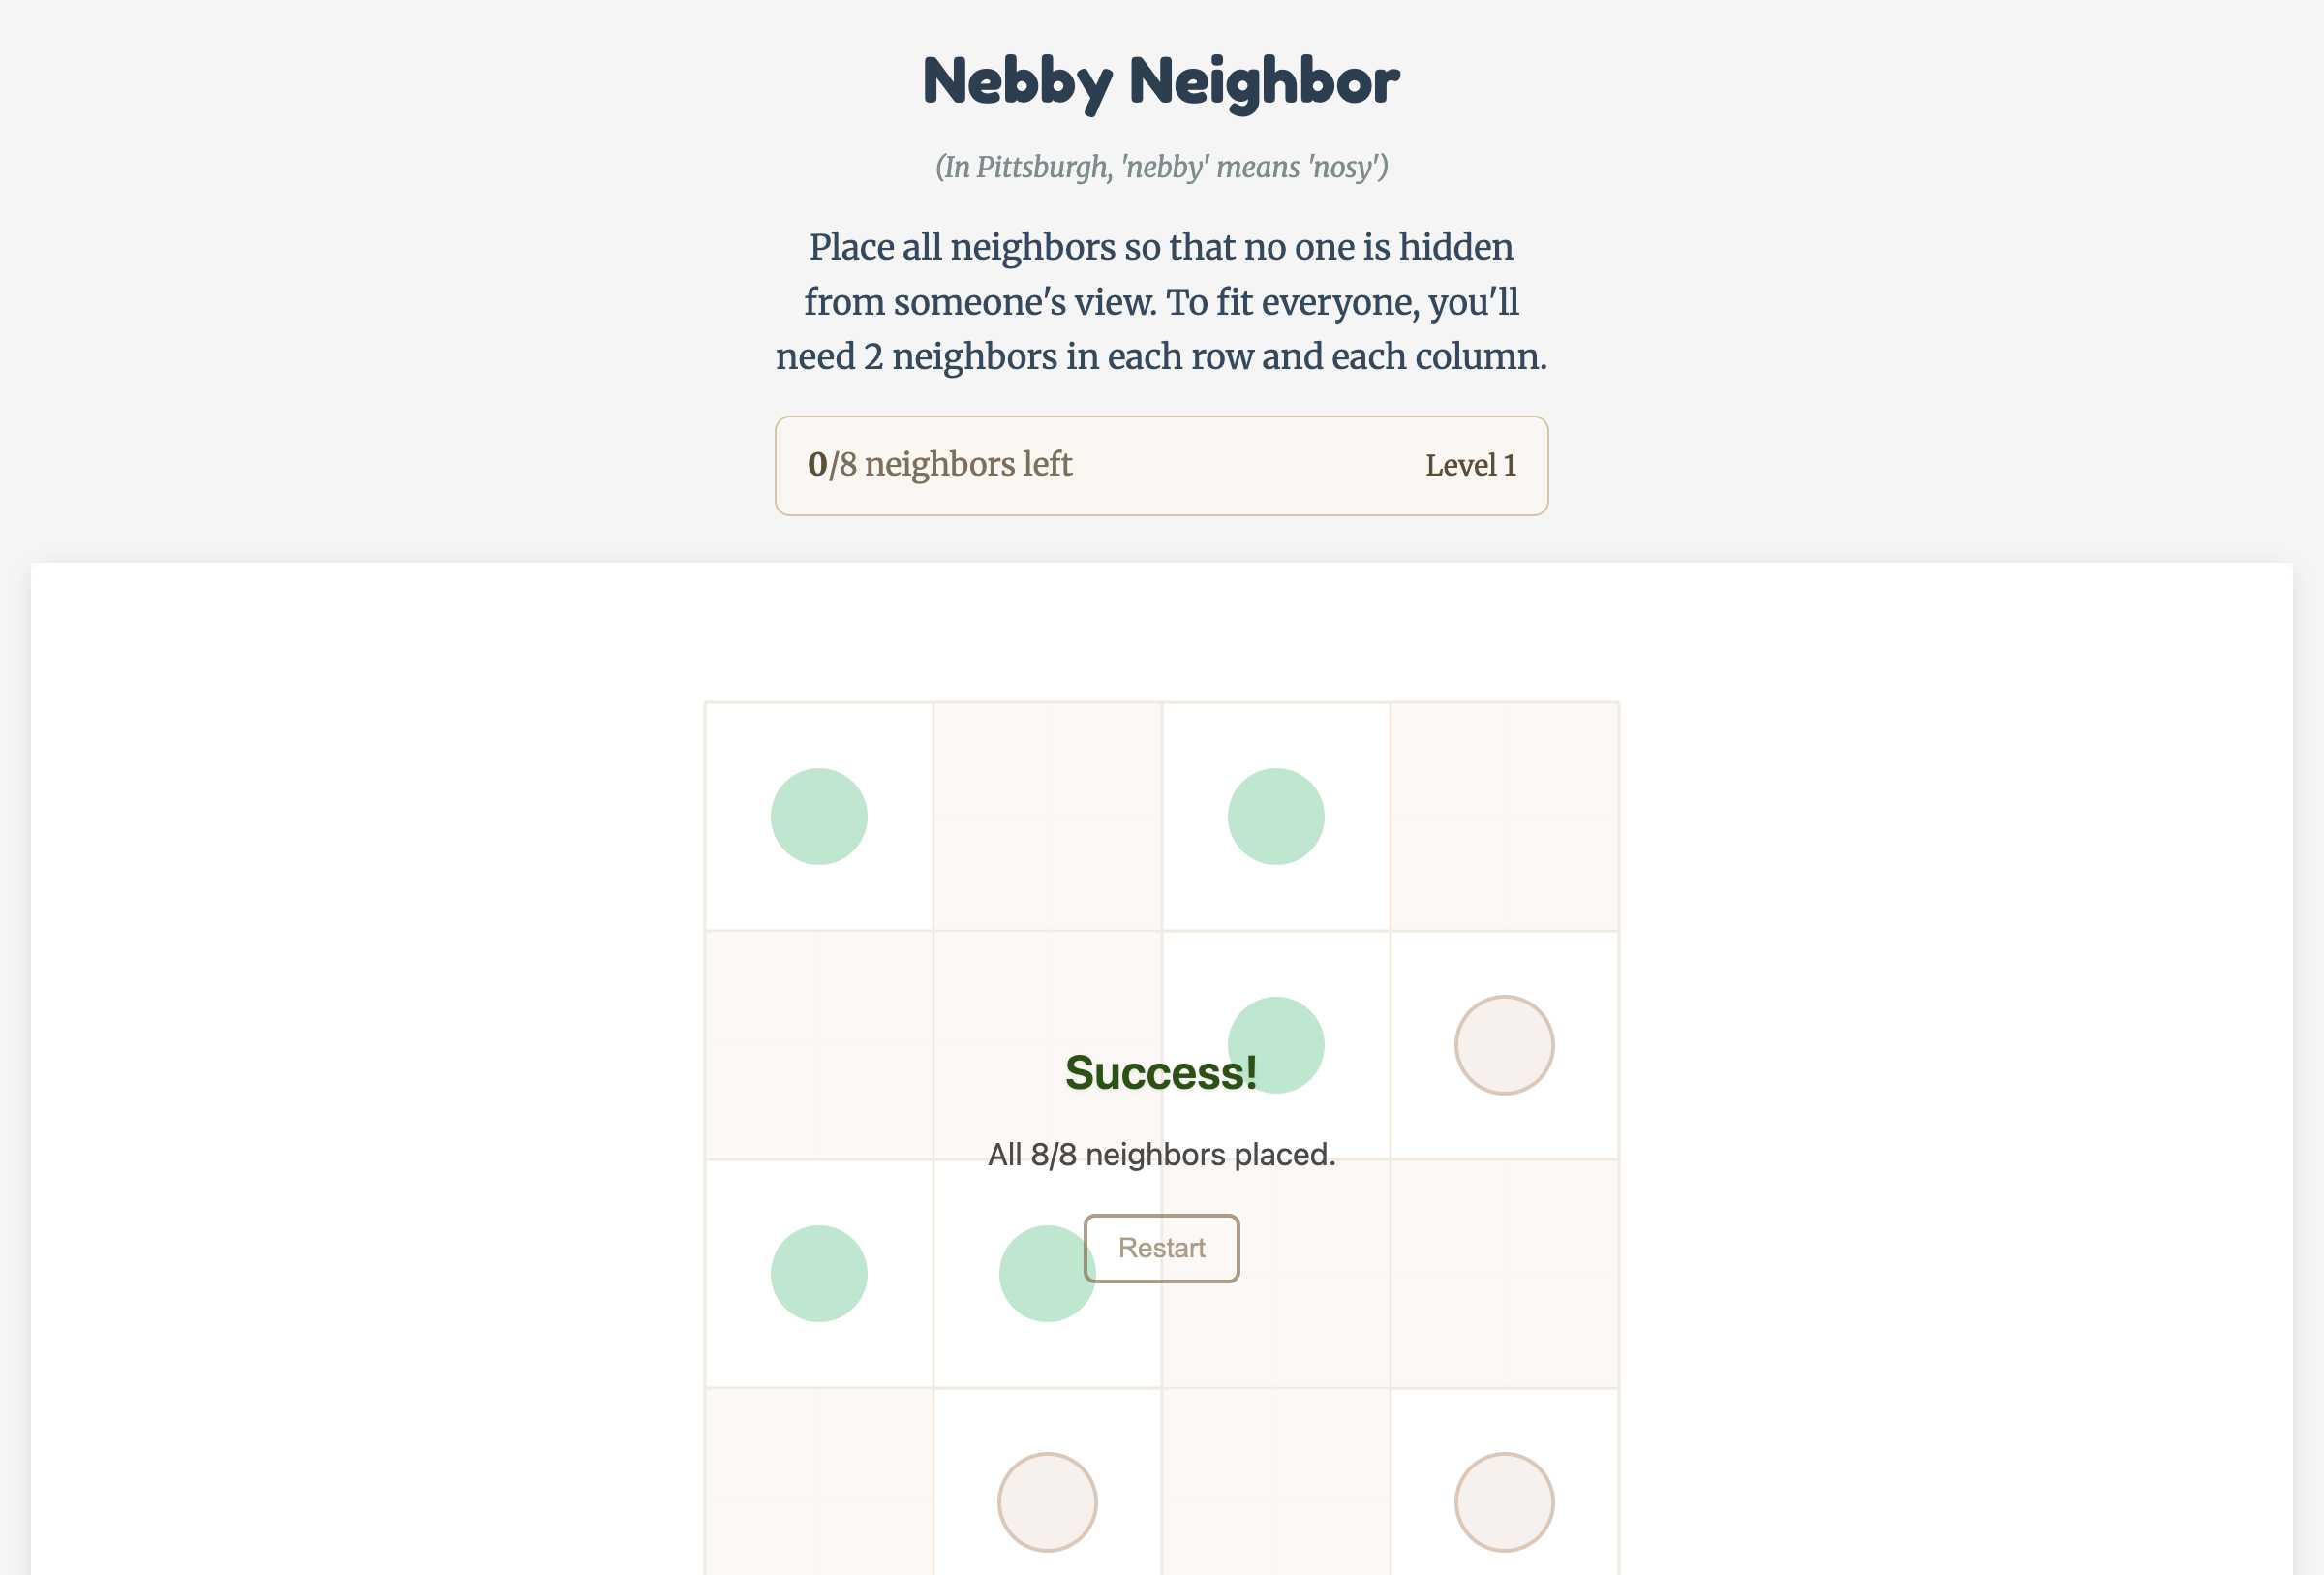 Nebby Neighbor
(In Pittsburgh, 'nebby' means 'nosy')
Place all neighbors so that no one is hidden
from someone's view. To fit everyone, you'll
need 2 neighbors in each row and each column.
0/8 neighbors left
Level 1
Success!
All 8/8 neighbors placed.
Restart